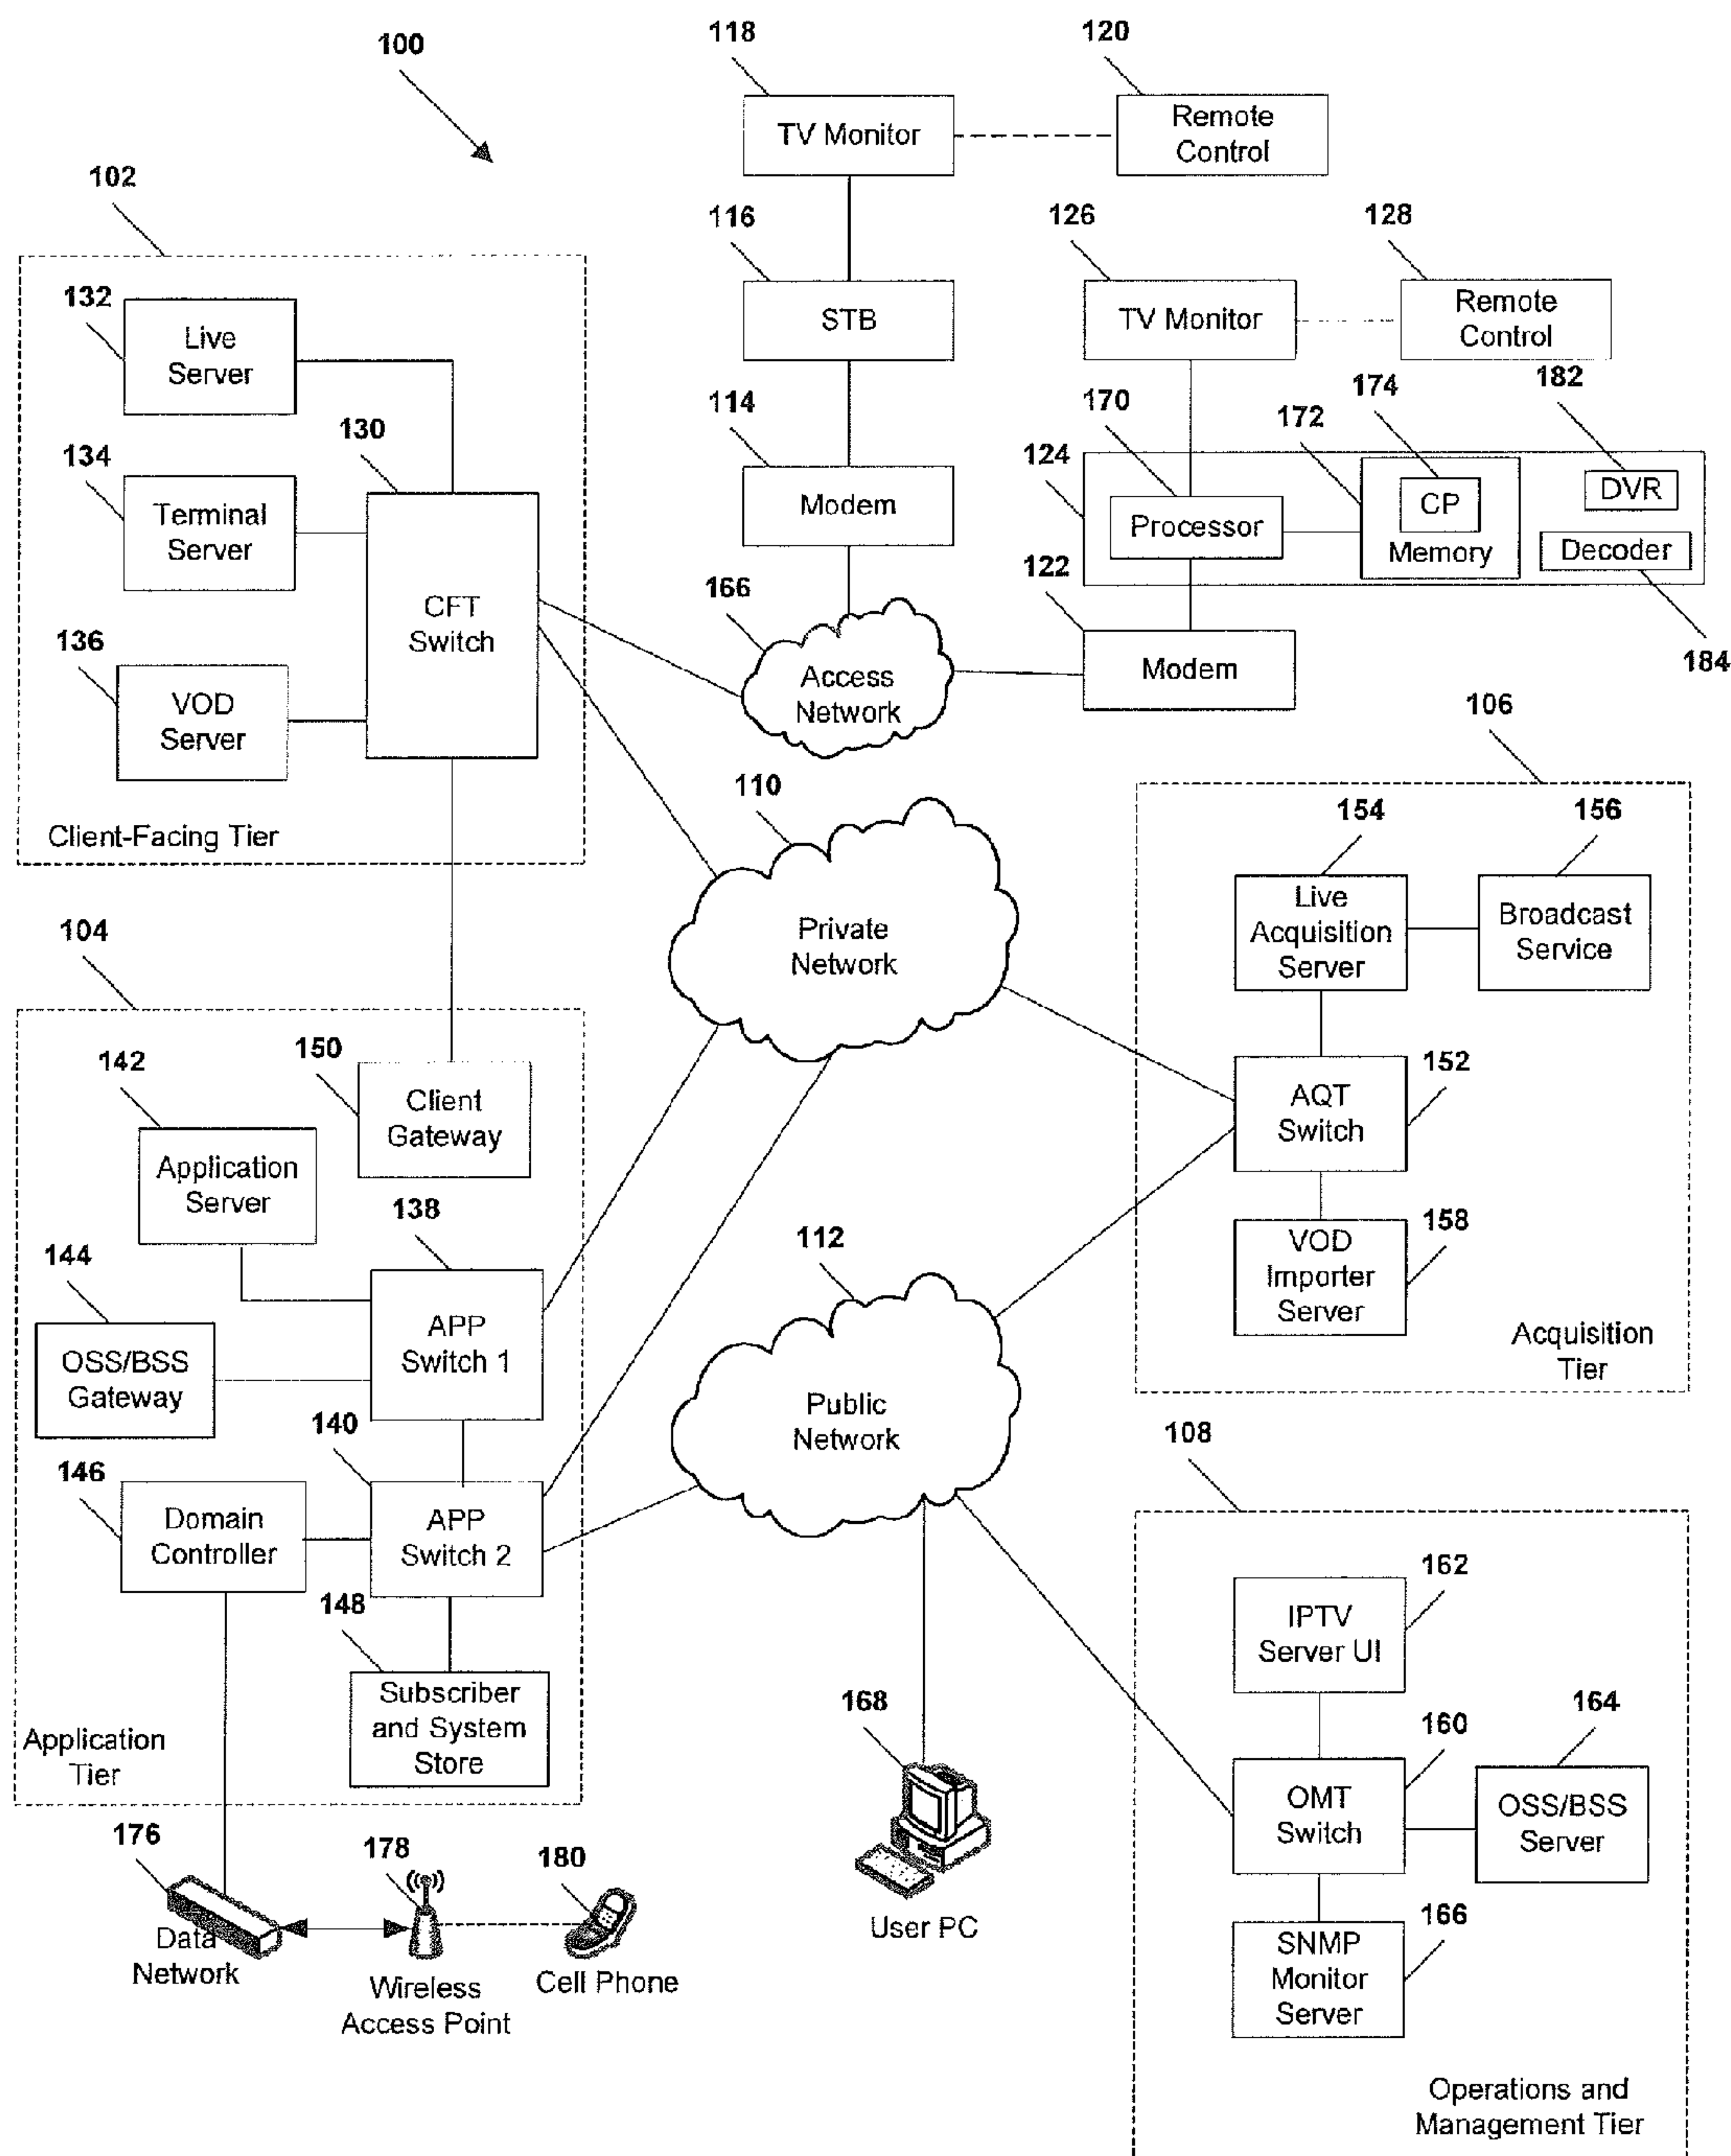 100
118
120
TV Monitor
Remote
Control
102
116
126
128
132
Live
Server
STB
TV Monitor
Remote
Control
134
130
114
170
172
174
182
124
Terminal
Server
Modem
Processor
CP
Memory
DVR
Decoder
122
184
136
CFT
Switch
166
Access
Network
Modem
VOD
Server
Client-Facing Tier
110
Private
Network
106
154
156
Live
Acquisition
Server
Broadcast
Service
104
142
150
Client
Gateway
AQT
Switch
152
Application
Server
138
144
APP
Switch 1
OSS/BSS
Gateway
112
Public
Network
VOD
Importer
Server
158
Acquisition
Tier
140
146
Domain
Controller
APP
Switch 2
108
148
Subscriber
and System
Store
Application
Tier
IPTV
Server UI
162
168
User PC
160
164
OMT
Switch
OSS/BSS
Server
176
178
180
Data
Network
Wireless
Access Point
Cell Phone
SNMP
Monitor
Server
166
Operations and
Management Tier